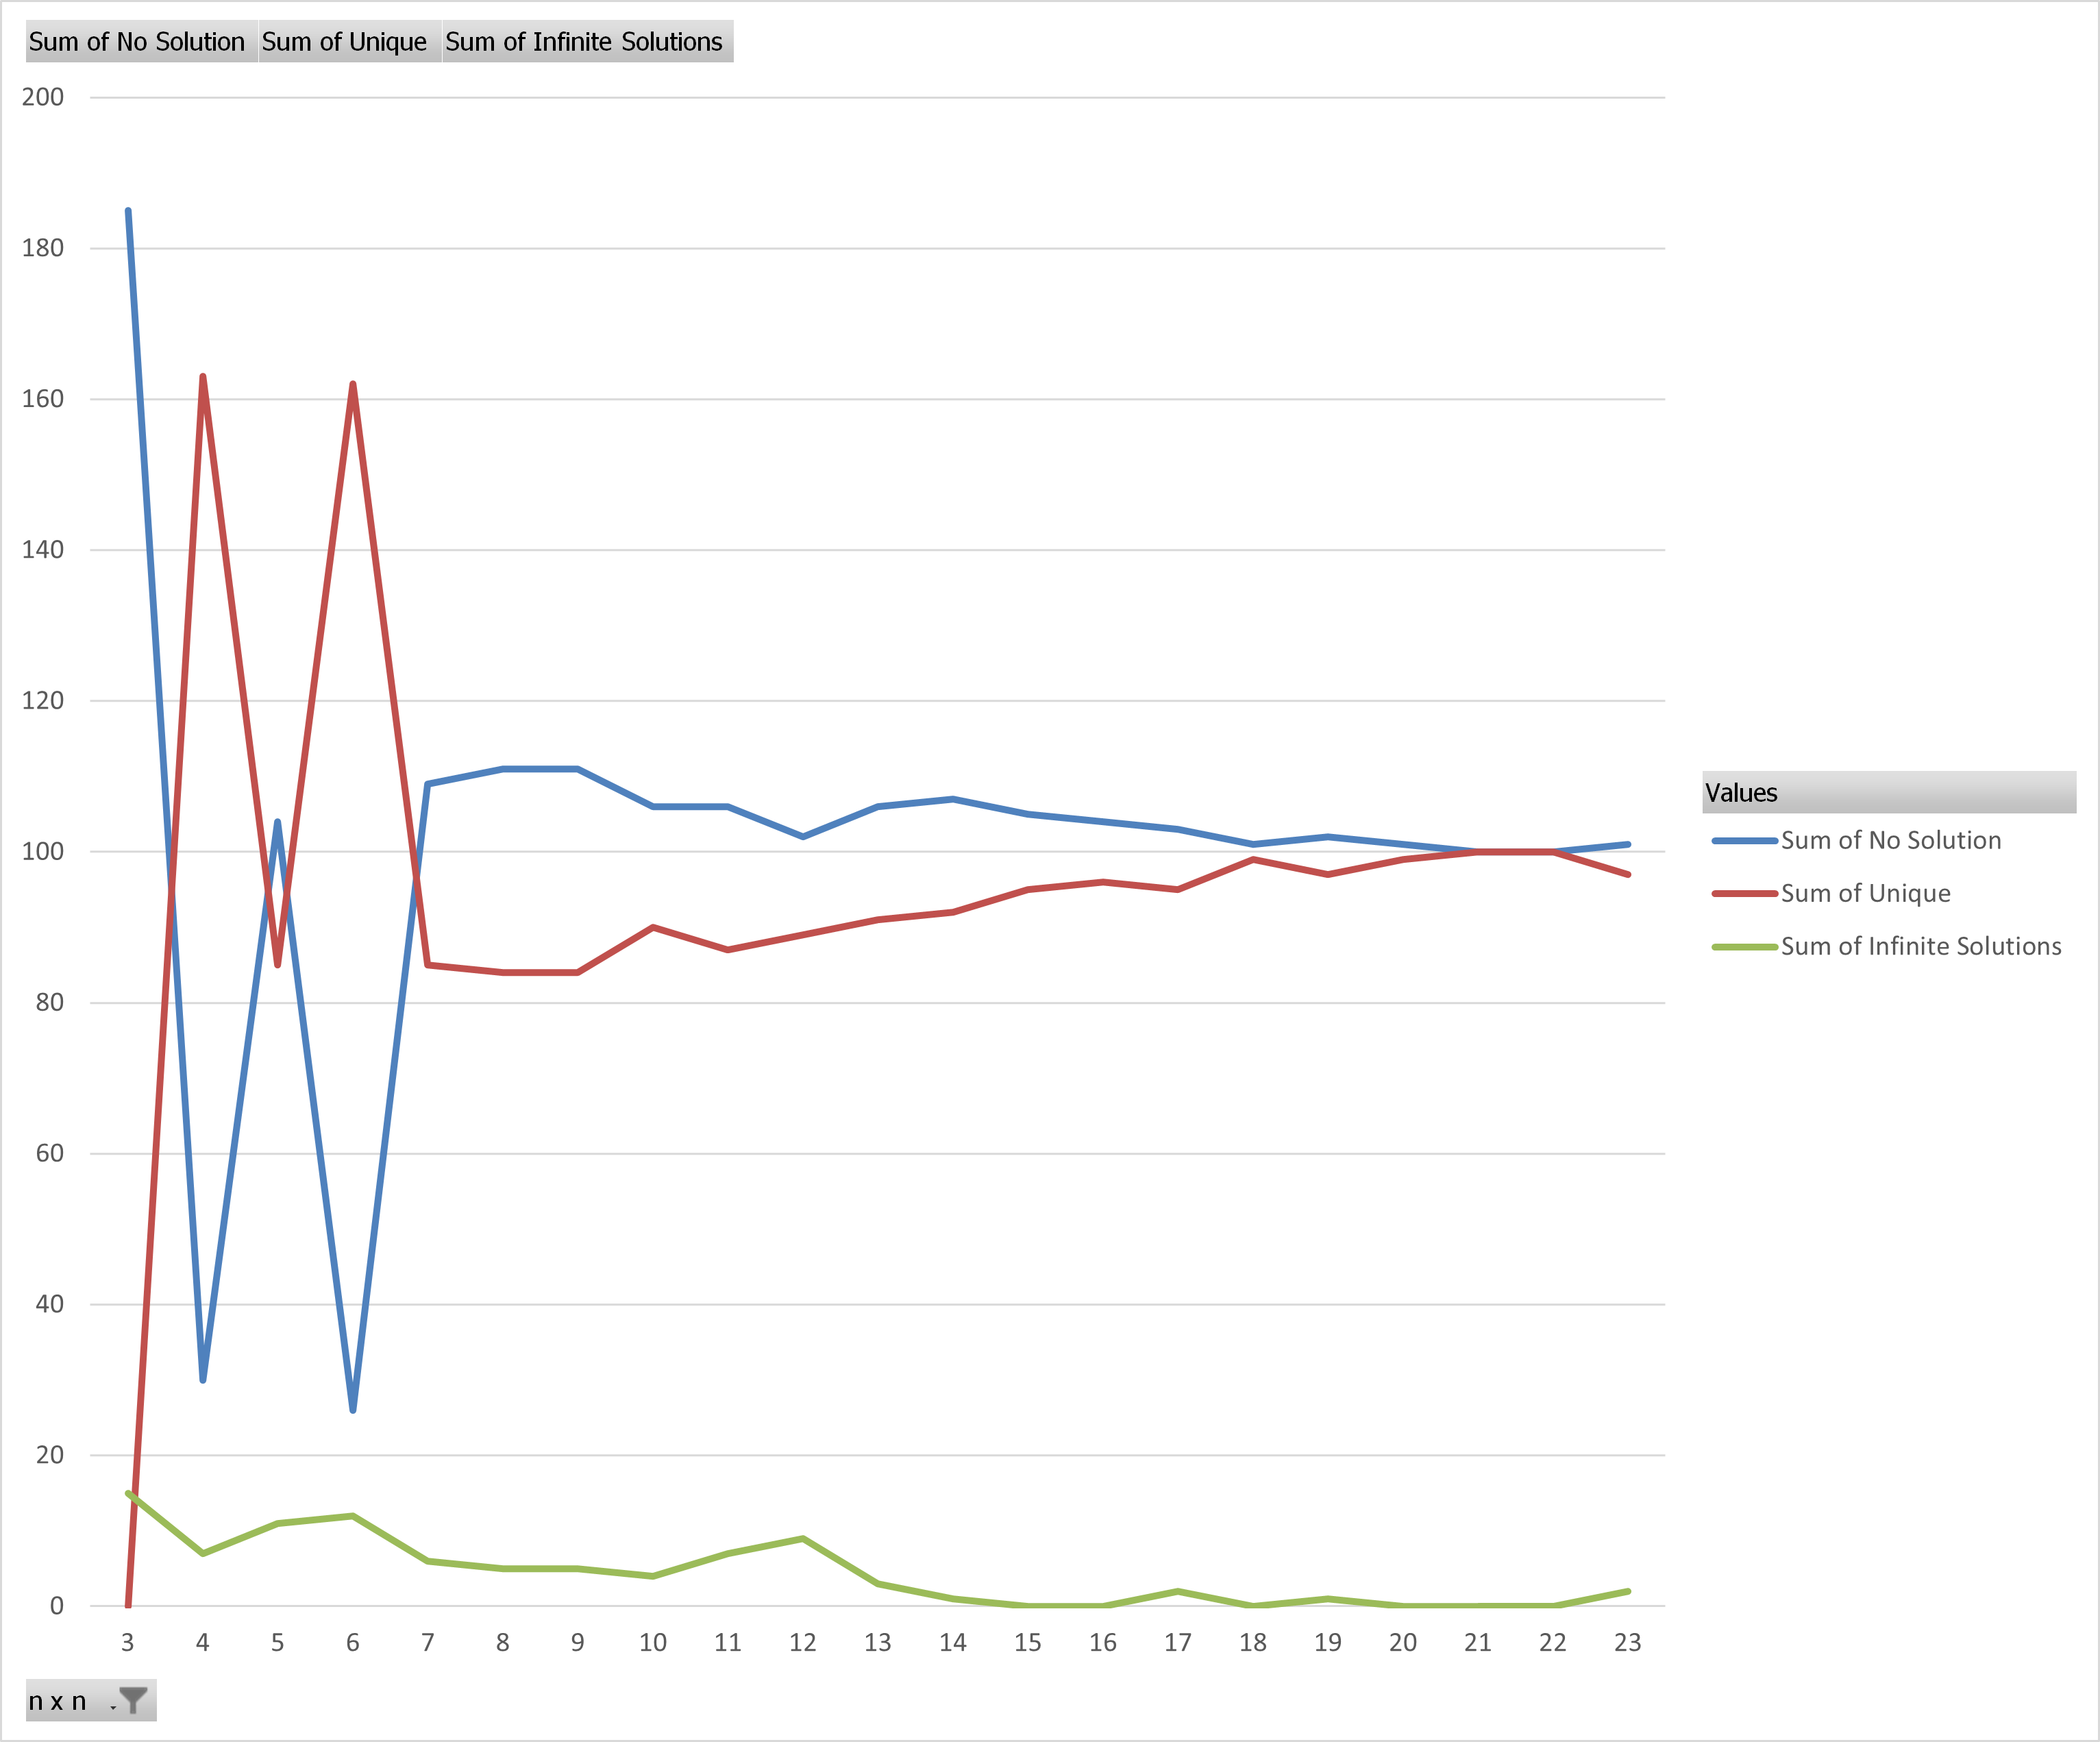 Sum of No Solution Sum of Unique Sum of Infinite Solutions
200
180
160
140
120
100
80
60
40
20
0
3 4 5 6 7 8 9 10 11 12 13 14 15 16 17 18 19 20 21 22 23
Values
Sum of No Solution
Sum of Unique
Sum of Infinite Solutions
n x n